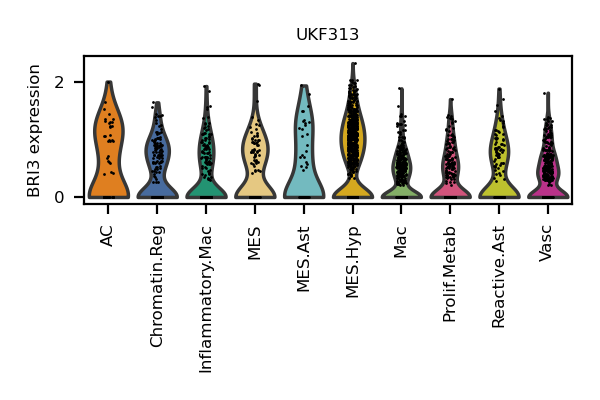 UKF313
BRI3 expression
2
0
AC
Chromatin.Reg
Inflammatory.Mac
MES
MES.Ast
MES.Hyp
Mac
Prolif.Metab
Reactive.Ast
Vasc